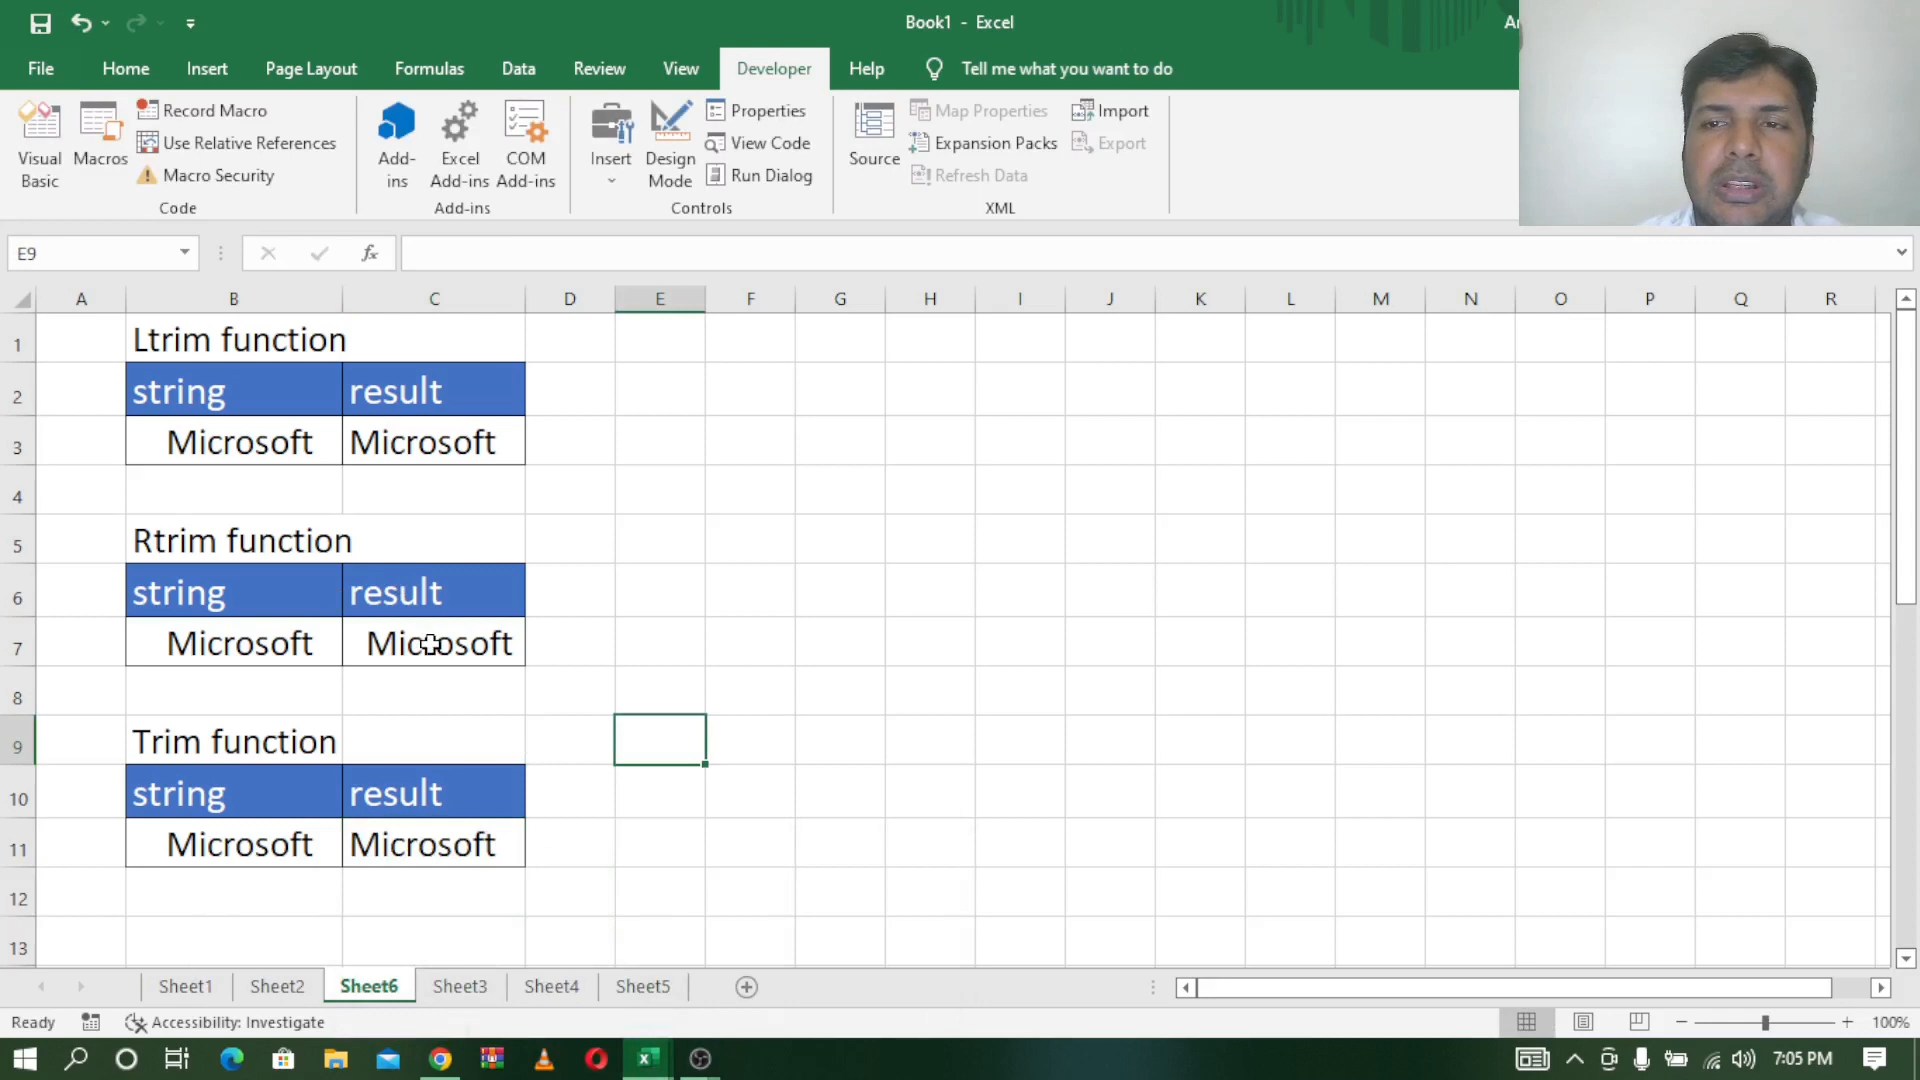 Book1 - Excel
File Home Insert Page Layout Formulas Data Review View Developer Help Tell me what you want to do
Visual Basic
Macros
Record Macro
Use Relative References
Macro Security
Code
Add-ins
Excel Add-ins
COM Add-ins
Add-ins
Insert
Design Mode
Properties
View Code
Run Dialog
Controls
Source
Map Properties
Expansion Packs
Refresh Data
Import
Export
XML
E9
fx
A B C D E F G H I J K L M N O P Q R
1 Ltrim function
2 string result
3 Microsoft Microsoft
4
5 Rtrim function
6 string result
7 Microsoft Microsoft
8
9 Trim function
10 string result
11 Microsoft Microsoft
12
13
Sheet1 Sheet2 Sheet6 Sheet3 Sheet4 Sheet5
Ready Accessibility: Investigate 100%
7:05 PM